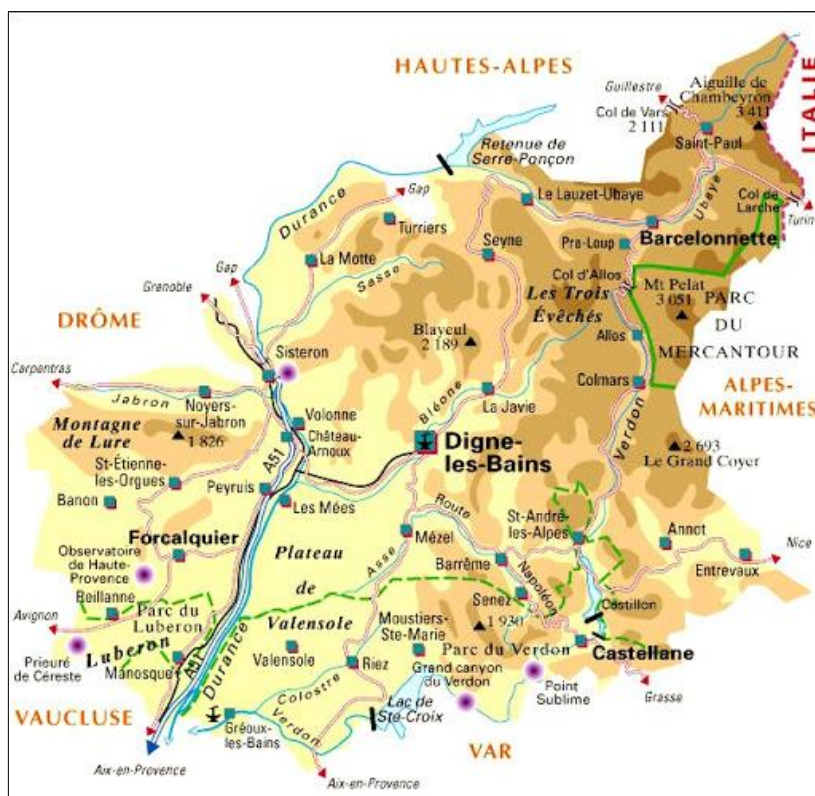 HAUTES-ALPES
ITALIE
Guillestre
Aiguille de
Chambeyron
3 411
Col de Vars
2 111
Saint-Paul
Retenue de
Serre-Ponçon
Ubaye
Col de
Larche
Turin
Gap
Durance
Turriers
Le Lauzet-Ubaye
Barcelonnette
Pra-Loup
Seyne
La Motte
Sasse
Gap
Grenoble
Col d'Allos
Les Trois
Évêchés
Mt Pelat
3 051
PARC
DU
MERCANTOUR
DRÔME
Blayeul
2 189
Allos
Sisteron
Carpentras
Jabron
Noyers-
sur-Jabron
La Javie
Bléone
Colmars
ALPES-
MARITIMES
Montagne
de Lure
1 826
Volonne
Château-
Arnoux
A51
Digne-
les-Bains
Verdon
2 693
Le Grand Coyer
St-Étienne
les-Orgues
Banon
Peyruis
Les Mées
Forcalquier
Mézel
Route
Napoléon
St-André-
les-Alpes
Annot
Nice
Entrevaux
Observatoire
de Haute-
Provence
Plateau
de
Valensole
Asse
Barrême
Senez
Castillon
Reillanne
Avignon
Parc du
Luberon
Luberon
Moustiers-
Ste-Marie
1 930
Parc du Verdon
Castellane
Prieuré
de Céreste
Manosque
A51
Durance
Valensole
Riez
Grand canyon
du Verdon
Point
Sublime
Grasse
Colostre
Verdon
Lac de
Ste-Croix
VAUCLUSE
Gréoux-
les-Bains
VAR
Aix-en-Provence
Aix-en-Provence